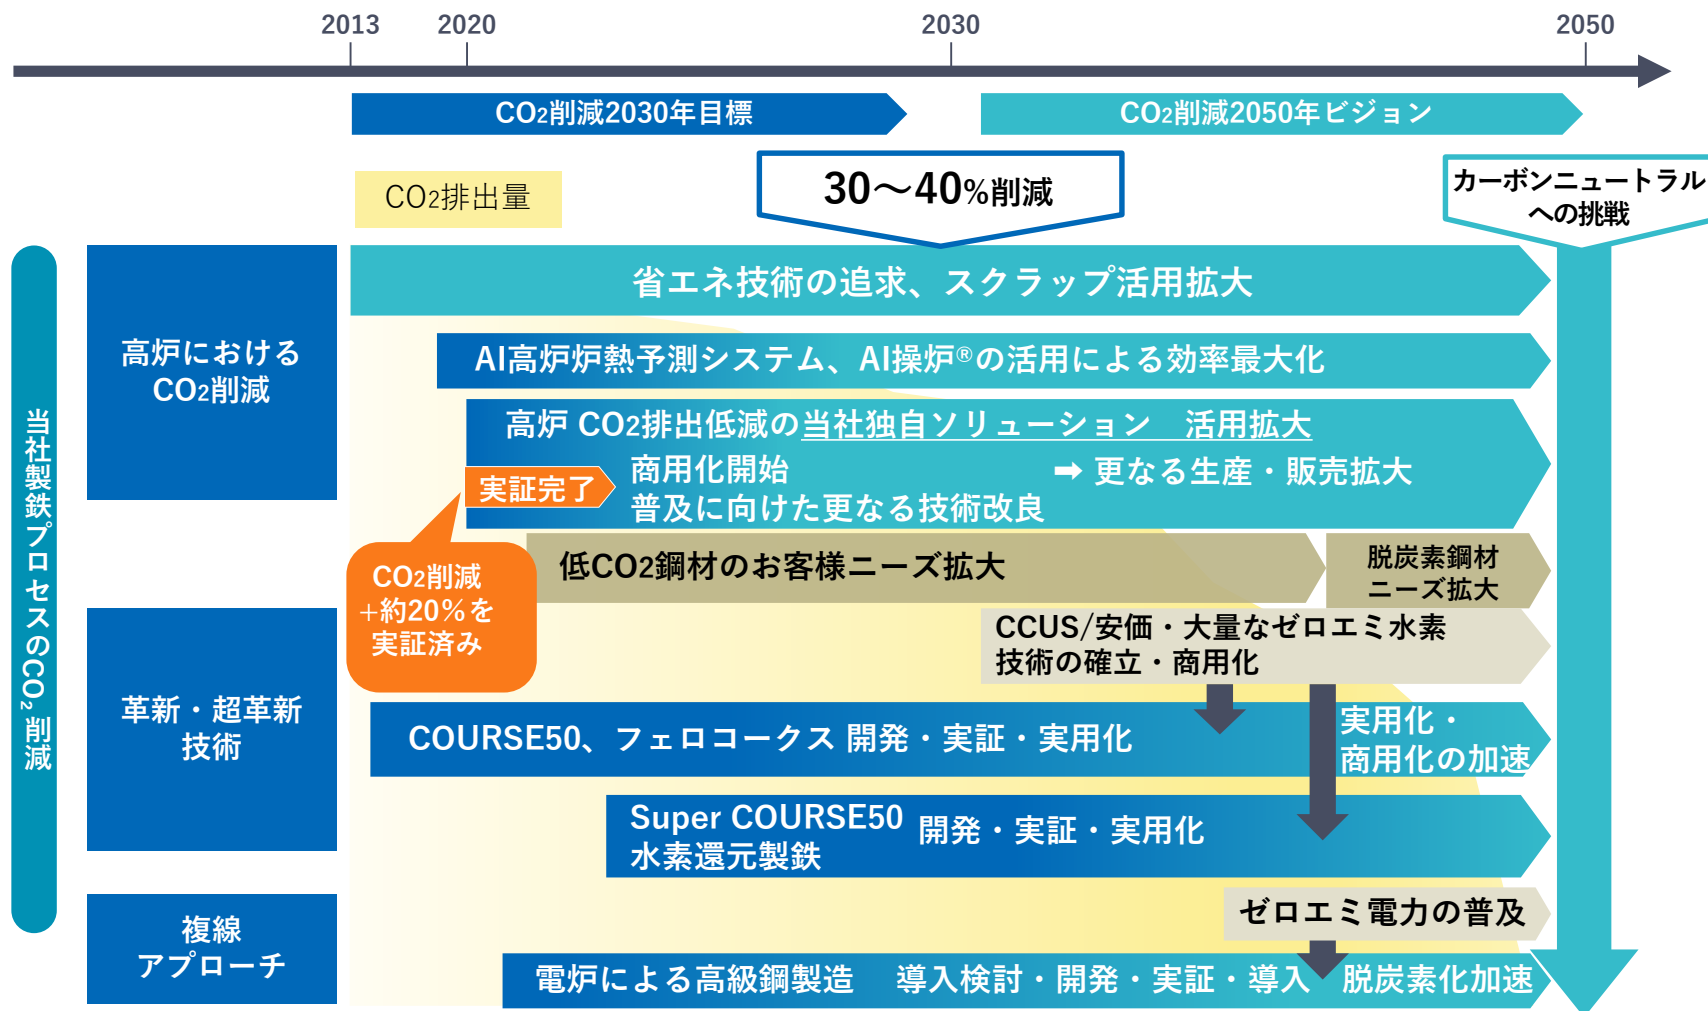 2013
2020
2030
2050
CO2削減2030年目標
CO2削減2050年ビジョン
CO2排出量
30～40%削減
カーボンニュートラル
への挑戦
当社製鉄プロセスのCO₂削減
高炉における
CO2削減
省エネ技術の追求、スクラップ活用拡大
AI高炉炉熱予測システム、AI操炉®の活用による効率最大化
高炉 CO2排出低減の当社独自ソリューション　活用拡大
実証完了
商用化開始
➡ 更なる生産・販売拡大
普及に向けた更なる技術改良
CO2削減
+約20%を
実証済み
低CO2鋼材のお客様ニーズ拡大
脱炭素鋼材
ニーズ拡大
CCUS/安価・大量なゼロエミ水素
技術の確立・商用化
革新・超革新
技術
COURSE50、フェロコークス 開発・実証・実用化
実用化・
商用化の加速
Super COURSE50
水素還元製鉄
開発・実証・実用化
複線
アプローチ
ゼロエミ電力の普及
電炉による高級鋼製造　導入検討・開発・実証・導入　脱炭素化加速